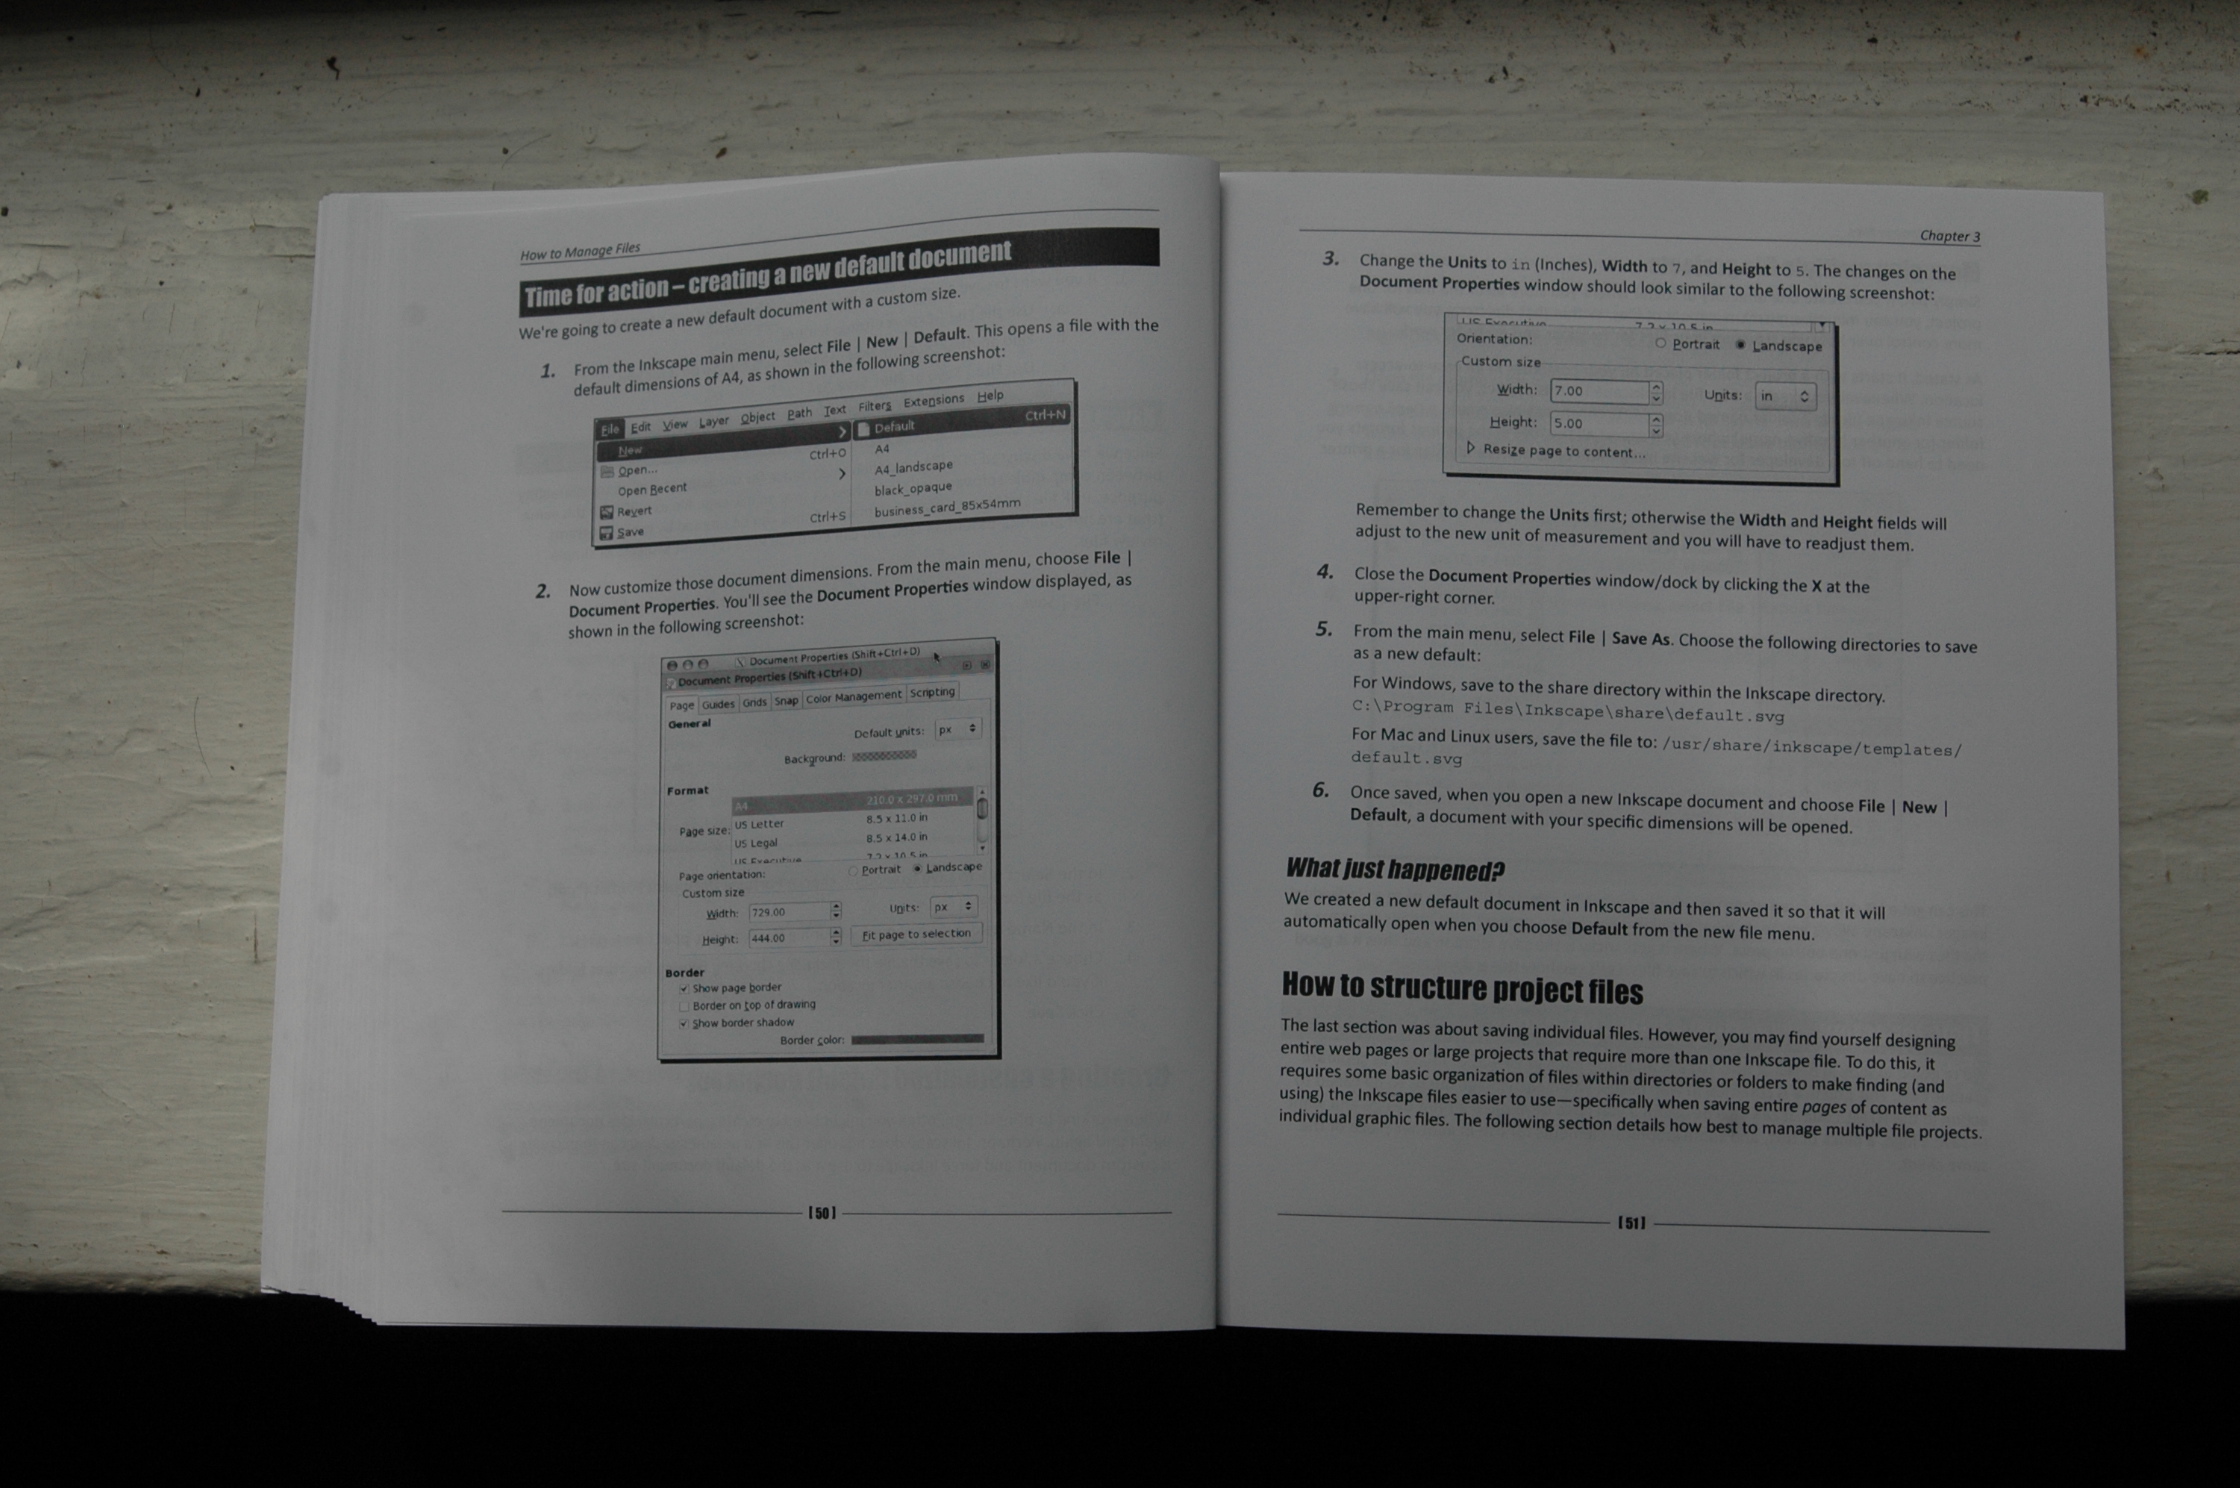 How to Manage Files
Time for action – creating a new default document
We're going to create a new default document with a custom size.
1. From the Inkscape main menu, select File | New | Default. This opens a file with the
default dimensions of A4, as shown in the following screenshot:
File Edit View Layer Object Path Text Filters Extensions Help
New > Default Ctrl+N
Open... Ctrl+O A4
Open Recent > A4_landscape
Revert black_opaque
Save Ctrl+S business_card_85x54mm
2. Now customize those document dimensions. From the main menu, choose File |
Document Properties. You'll see the Document Properties window displayed, as
shown in the following screenshot:
Document Properties (Shift+Ctrl+D)
Document Properties (Shift+Ctrl+D)
Page Guides Grids Snap Color Management Scripting
General
Default units: px
Background:
Format
A4 210.0 x 297.0 mm
Page size: US Letter 8.5 x 11.0 in
US Legal 8.5 x 14.0 in
US Executive 7.2 x 10.5 in
Page orientation: Portrait Landscape
Custom size
Width: 729.00 Units: px
Height: 444.00 Fit page to selection
Border
Show page border
Border on top of drawing
Show border shadow
Border color:
[50]
Chapter 3
3. Change the Units to in (Inches), Width to 7, and Height to 5. The changes on the
Document Properties window should look similar to the following screenshot:
US Executive 7.2 x 10.5 in
Orientation: Portrait Landscape
Custom size
Width: 7.00 Units: in
Height: 5.00
Resize page to content...
Remember to change the Units first; otherwise the Width and Height fields will
adjust to the new unit of measurement and you will have to readjust them.
4. Close the Document Properties window/dock by clicking the X at the
upper-right corner.
5. From the main menu, select File | Save As. Choose the following directories to save
as a new default:
For Windows, save to the share directory within the Inkscape directory.
C:\Program Files\Inkscape\share\default.svg
For Mac and Linux users, save the file to: /usr/share/inkscape/templates/
default.svg
6. Once saved, when you open a new Inkscape document and choose File | New |
Default, a document with your specific dimensions will be opened.
What just happened?
We created a new default document in Inkscape and then saved it so that it will
automatically open when you choose Default from the new file menu.
How to structure project files
The last section was about saving individual files. However, you may find yourself designing
entire web pages or large projects that require more than one Inkscape file. To do this, it
requires some basic organization of files within directories or folders to make finding (and
using) the Inkscape files easier to use—specifically when saving entire pages of content as
individual graphic files. The following section details how best to manage multiple file projects.
[51]